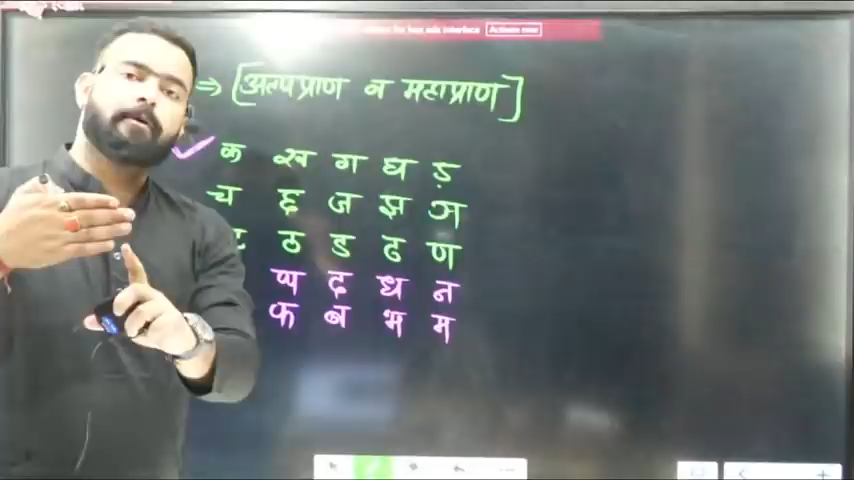 ⇒ [अल्पप्राण व महाप्राण]
क ख ग घ ड़
च छ ज झ ञ
ठ ड ढ ण
थ द ध न
फ ब भ म